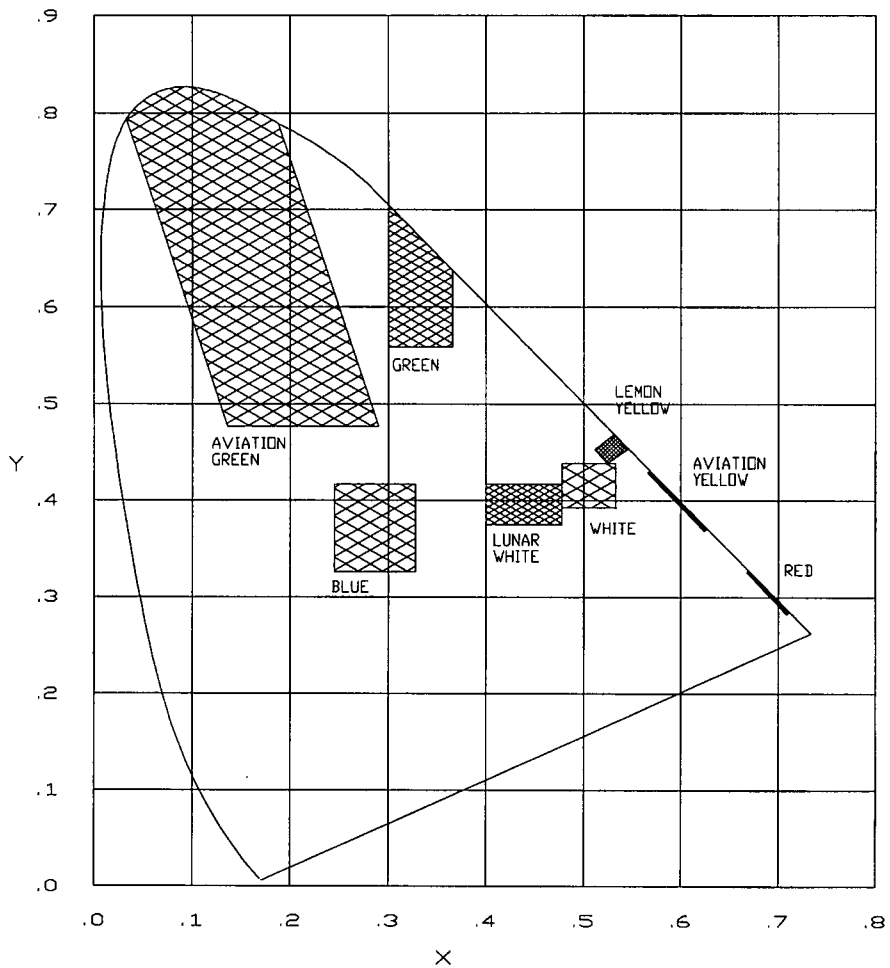 .9
.8
.7
.6
.5
.4
.3
.2
.1
.0
Y
.0 .1 .2 .3 .4 .5 .6 .7 .8
X
AVIATION
GREEN
GREEN
LEMON
YELLOW
AVIATION
YELLOW
WHITE
LUNAR
WHITE
BLUE
RED